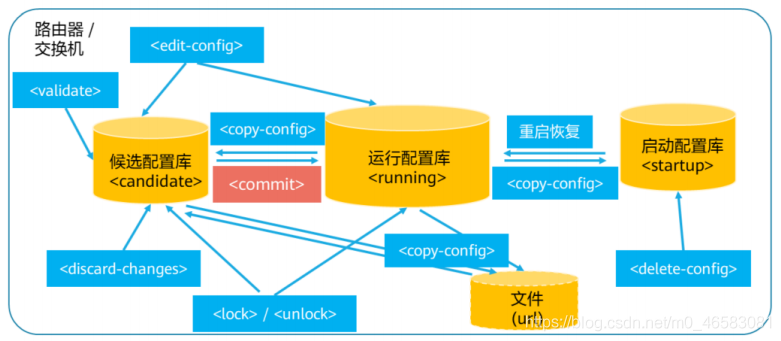 路由器 /
交换机
<edit-config>
<validate>
<copy-config>
重启恢复
候选配置库
<candidate>
运行配置库
<running>
启动配置库
<startup>
<commit>
<copy-config>
<discard-changes>
<copy-config>
<delete-config>
<lock> / <unlock>
文件
(url)
https://blog.csdn.net/m0_46583081